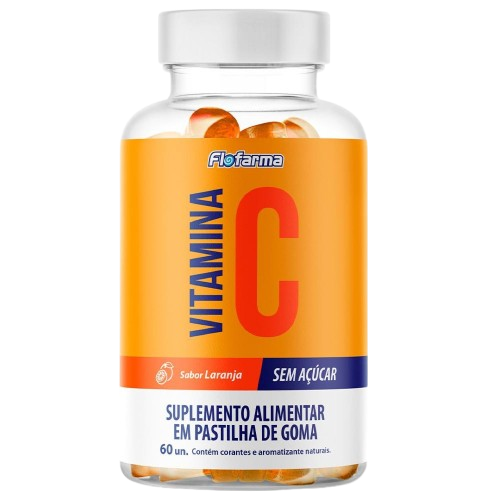 Flofarma
VITAMINA
C
Sabor Laranja
SEM AÇÚCAR
SUPLEMENTO ALIMENTAR
EM PASTILHA DE GOMA
60 un. Contém corantes e aromatizante naturais.